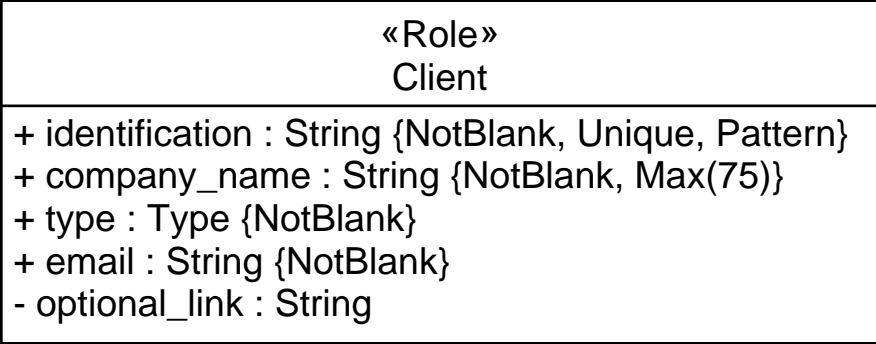 «Role»
Client
+ identification : String {NotBlank, Unique, Pattern}
+ company_name : String {NotBlank, Max(75)}
+ type : Type {NotBlank}
+ email : String {NotBlank}
- optional_link : String